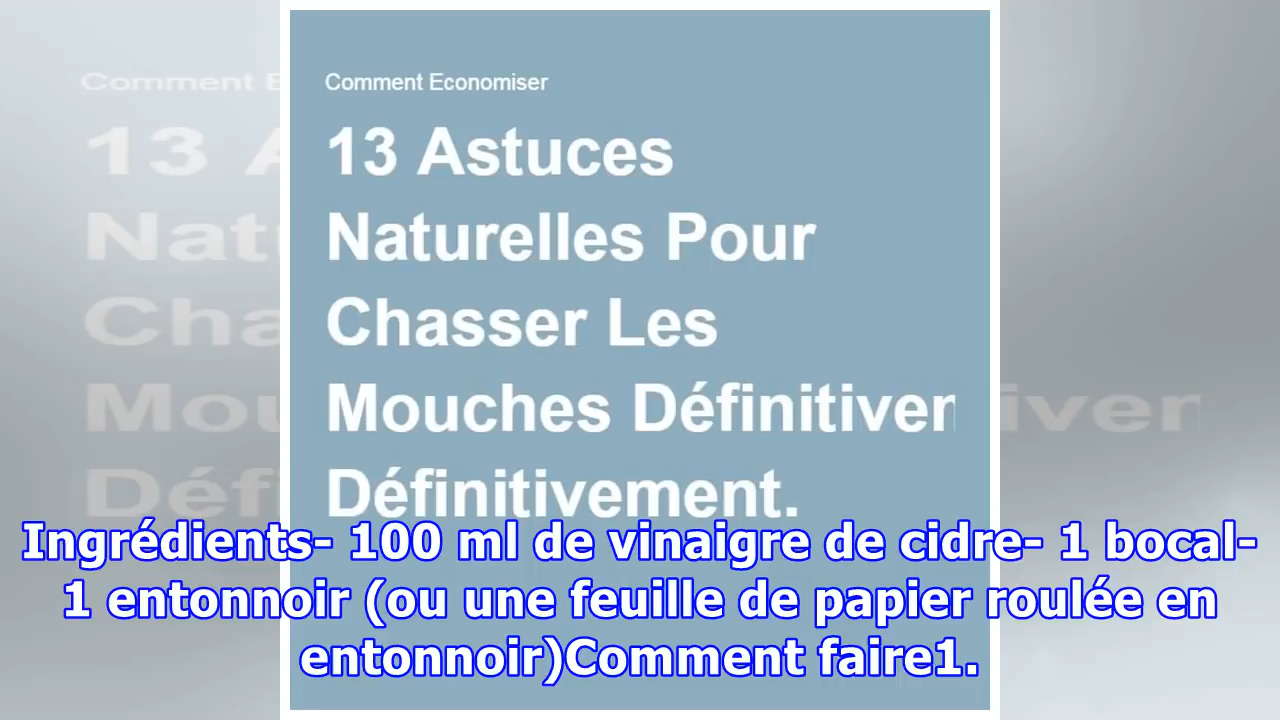 Comment Economiser
13 Astuces
Naturelles Pour
Chasser Les
Mouches Définitiver
Définitivement.
Ingrédients- 100 ml de vinaigre de cidre- 1 bocal-
1 entonnoir (ou une feuille de papier roulée en
entonnoir)Comment faire1.